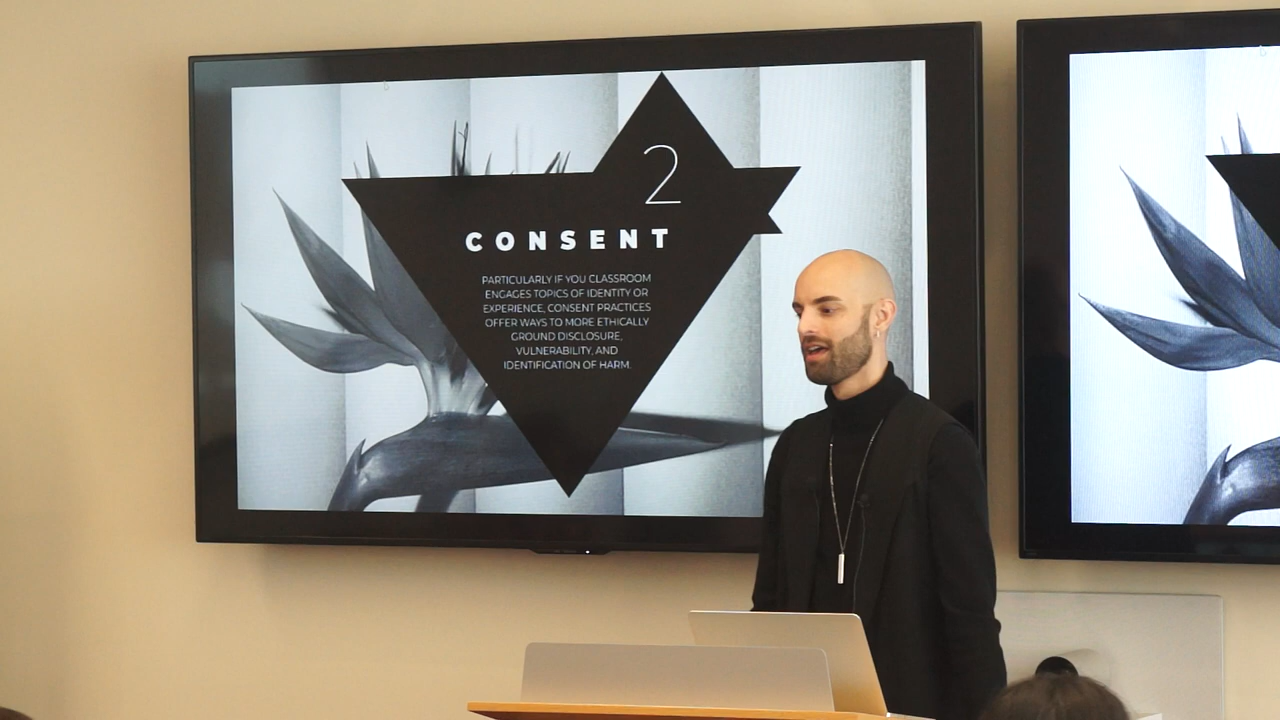 2
CONSENT
PARTICULARLY IF YOU CLASSROOM
ENGAGES TOPICS OF IDENTITY OR
EXPERIENCE, CONSENT PRACTICES
OFFER WAYS TO MORE ETHICALLY
GROUND DISCLOSURE,
VULNERABILITY, AND
IDENTIFICATION OF HARM.